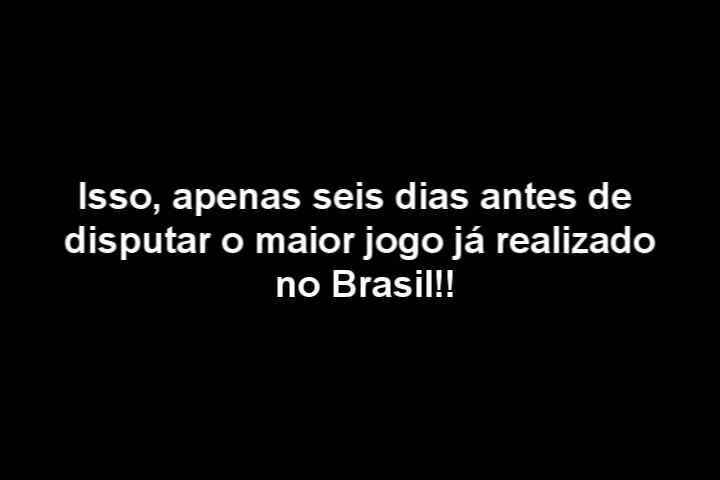 Isso, apenas seis dias antes de
disputar o maior jogo já realizado
no Brasil!!